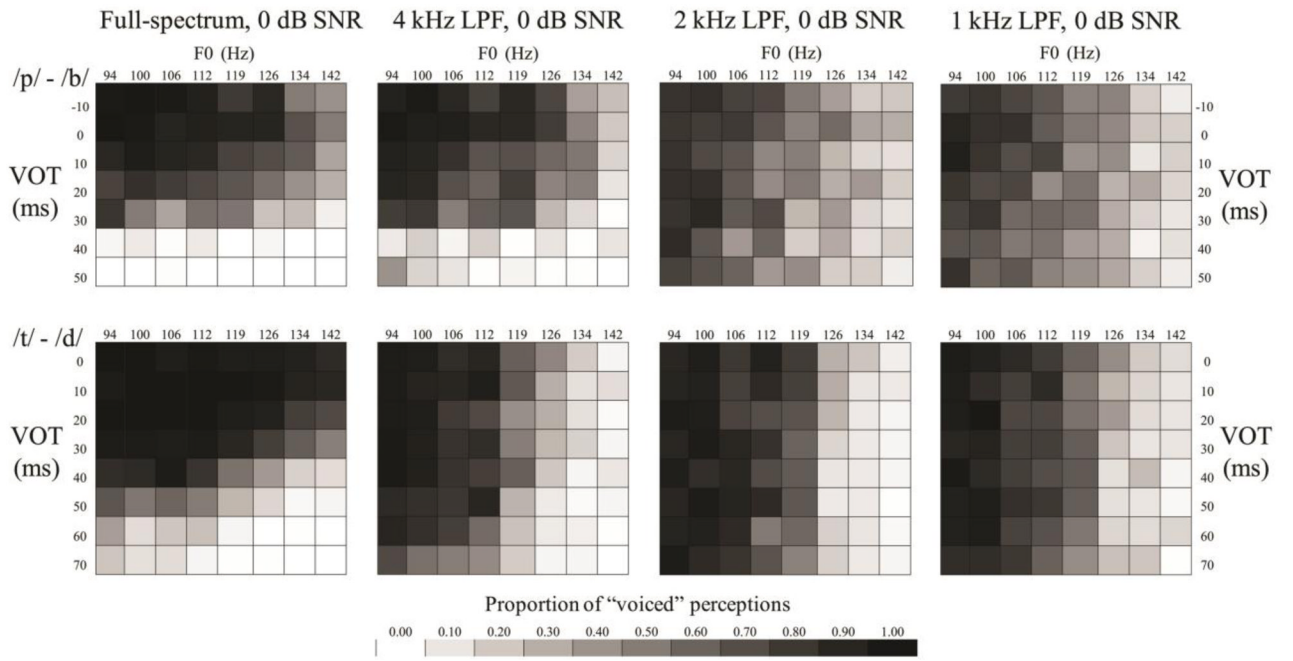 Full-spectrum, 0 dB SNR 4 kHz LPF, 0 dB SNR 2 kHz LPF, 0 dB SNR 1 kHz LPF, 0 dB SNR
F0 (Hz) F0 (Hz) F0 (Hz) F0 (Hz)
/p/ - /b/ 94 100 106 112 119 126 134 142 94 100 106 112 119 126 134 142 94 100 106 112 119 126 134 142 94 100 106 112 119 126 134 142
-10 -10
0 0
10 10
VOT VOT
20 20
(ms) (ms)
30 30
40 40
50 50
/t/ - /d/ 94 100 106 112 119 126 134 142 94 100 106 112 119 126 134 142 94 100 106 112 119 126 134 142 94 100 106 112 119 126 134 142
0 0
10 10
20 20
VOT VOT
30 30
(ms) (ms)
40 40
50 50
60 60
70 70
Proportion of “voiced” perceptions
0.00 0.10 0.20 0.30 0.40 0.50 0.60 0.70 0.80 0.90 1.00